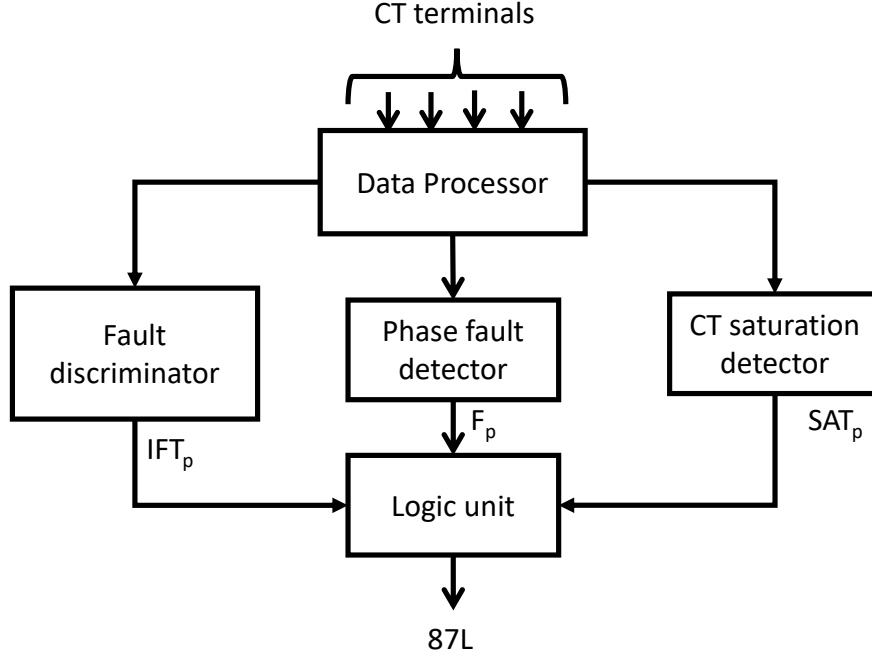 CT terminals
Data Processor
Fault
discriminator
Phase fault
detector
CT saturation
detector
IFTₚ
Fₚ
SATₚ
Logic unit
87L